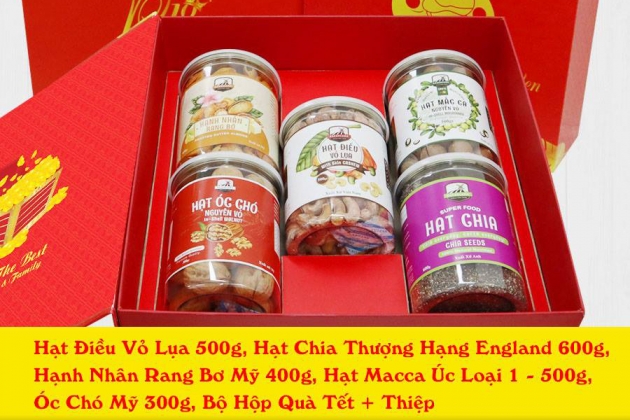 HẠNH NHÂN
RANG BƠ
HẠT MẮC CA
NGUYÊN VỎ
HẠT ĐIỀU
VỎ LỤA
HẠT ÓC CHÓ
NGUYÊN VỎ
IN-SHELL WALNUT
SUPER FOOD
HẠT CHIA
CHIA SEEDS
The Best
& Family
Hạt Điều Vỏ Lụa 500g, Hạt Chia Thượng Hạng England 600g,
Hạnh Nhân Rang Bơ Mỹ 400g, Hạt Macca Úc Loại 1 - 500g,
Óc Chó Mỹ 300g, Bộ Hộp Quà Tết + Thiệp